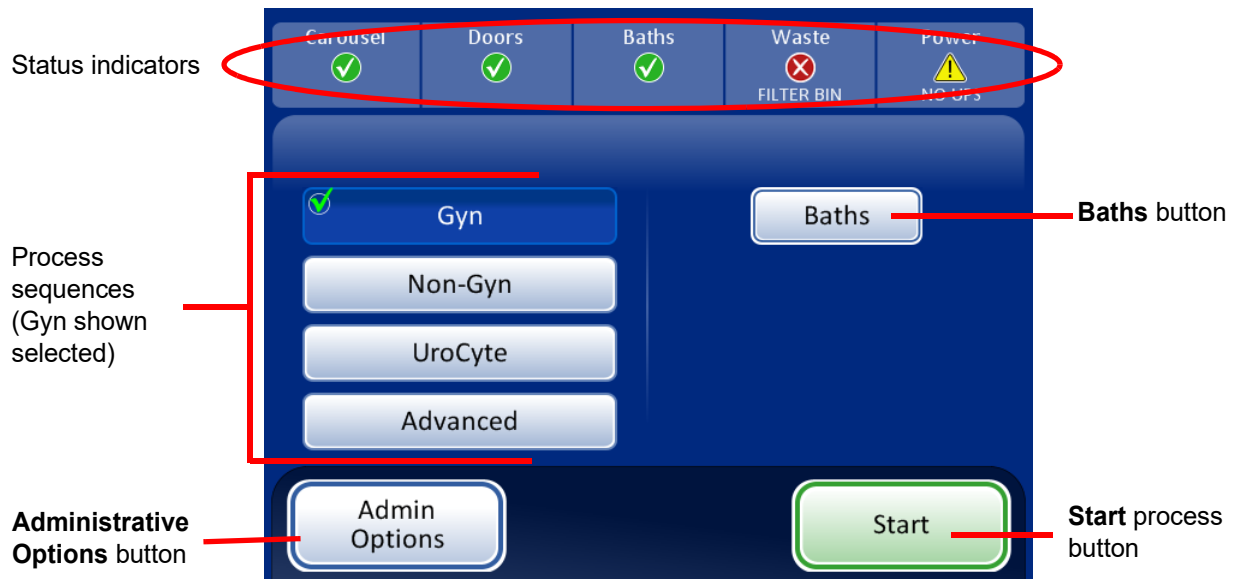 Status indicators
Carousel
Doors
Baths
Waste
FILTER BIN
Power
NO UPS
Process
sequences
(Gyn shown
selected)
Gyn
Non-Gyn
UroCyte
Advanced
Baths
Baths button
Administrative
Options button
Admin
Options
Start
Start process
button